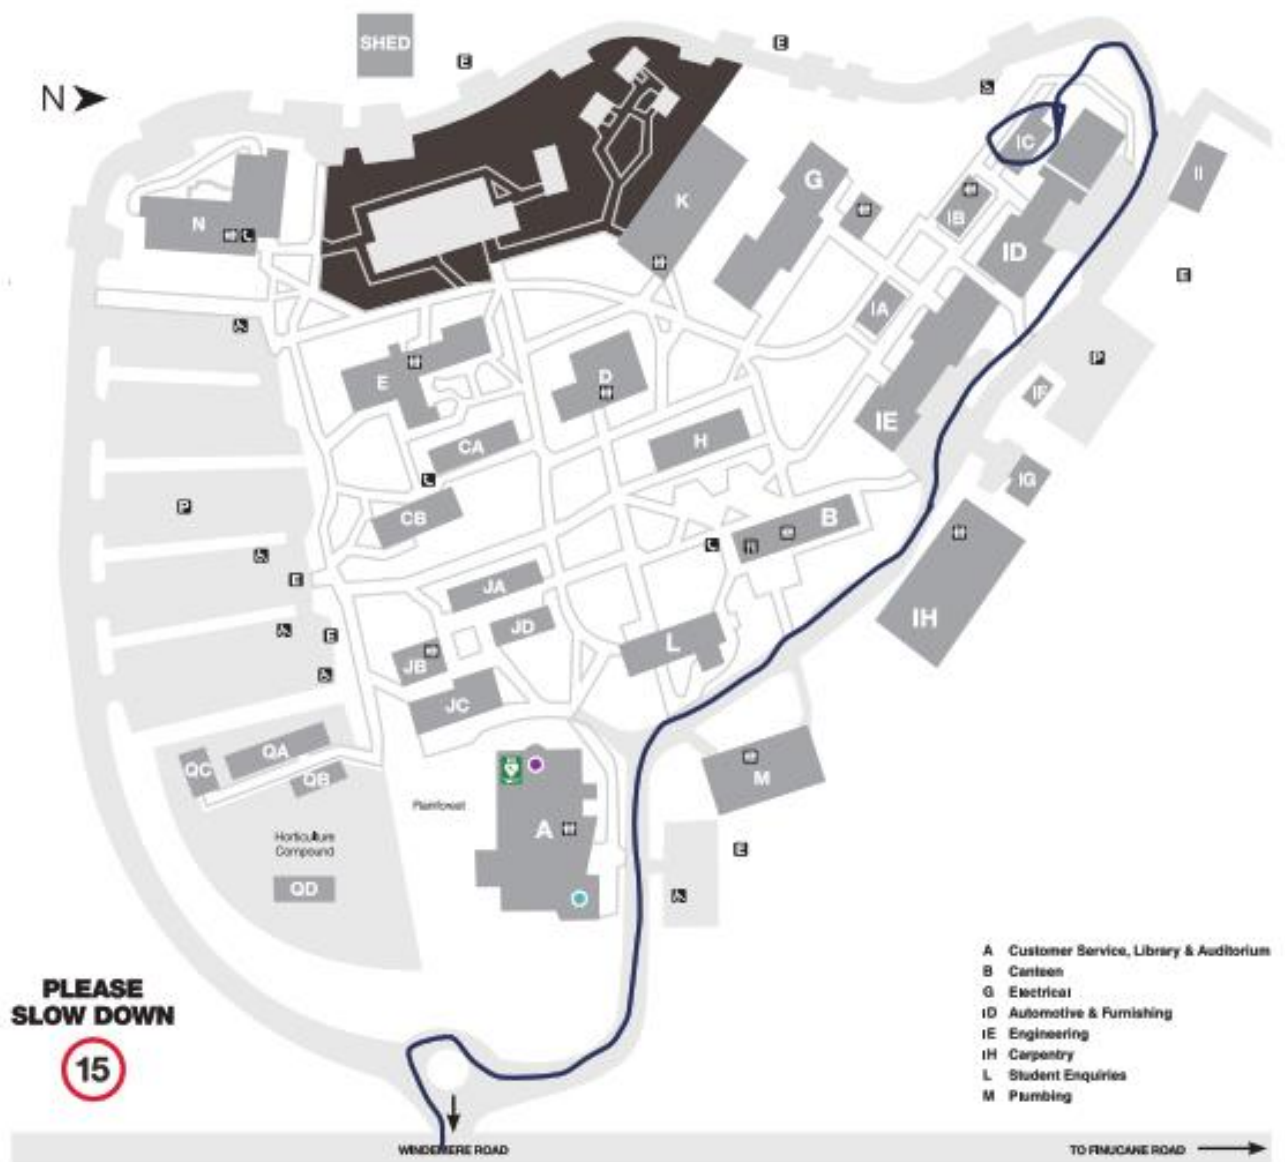 SHED
E
E
N
IC
II
K
G
N
IB
ID
E
IA
P
E
D
IF
CA
H
IE
IG
P
CB
B
E
JA
IH
JD
E
L
JB
JC
QA
QC
QB
M
Rainforest
A
E
Horticulture
Compound
QD
A Customer Service, Library & Auditorium
B Canteen
G Electrical
ID Automotive & Furnishing
IE Engineering
IH Carpentry
L Student Enquiries
M Plumbing
PLEASE
SLOW DOWN
15
WINDEMERE ROAD
TO FINUCANE ROAD